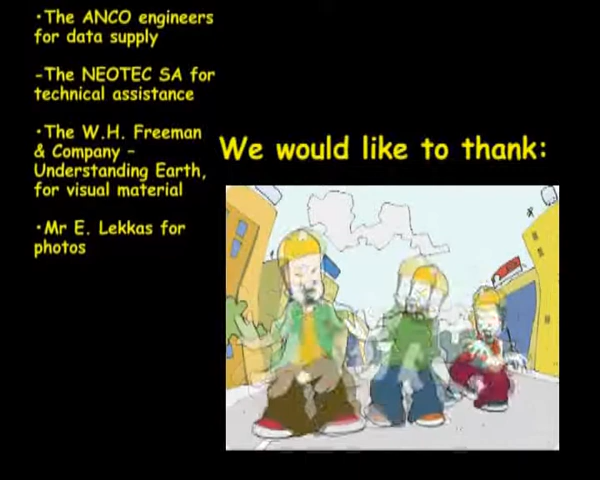 •The ANCO engineers
for data supply
-The NEOTEC SA for
technical assistance
•The W.H. Freeman
& Company –
Understanding Earth,
for visual material
•Mr E. Lekkas for
photos
We would like to thank: